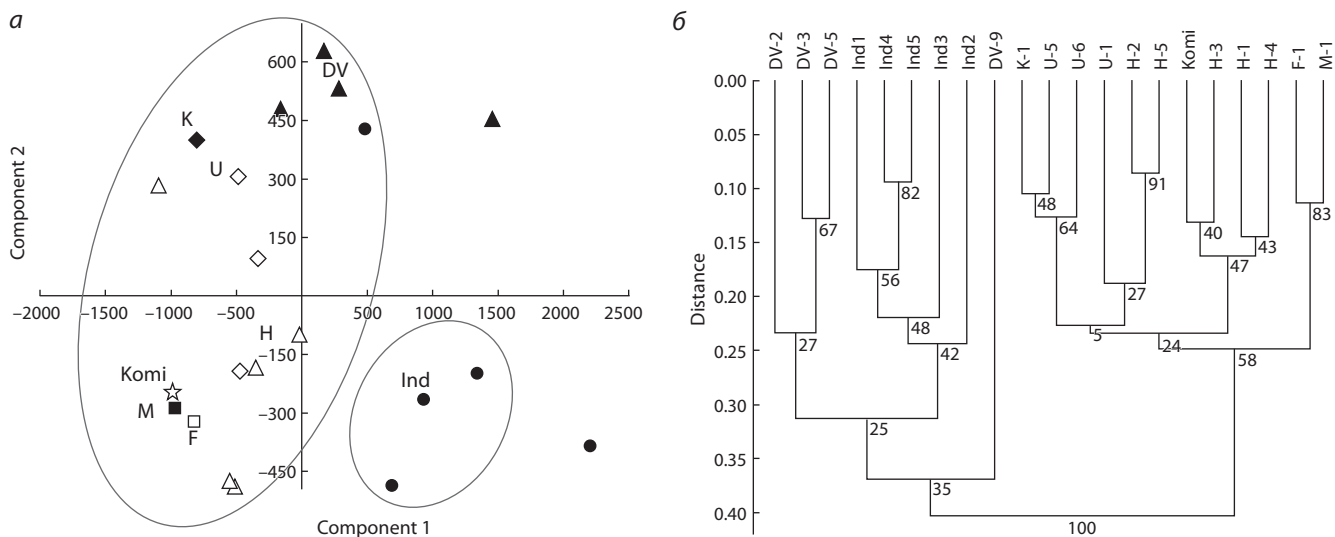 а
Component 2
600
450
300
150
−150
−300
−450
−2000 −1500 −1000 −500 500 1000 1500 2000 2500
DV
K
U
H
Komi
M
F
Ind
Component 1
б
DV-2 DV-3 DV-5 Ind1 Ind4 Ind5 Ind3 Ind2 DV-9 K-1 U-5 U-6 U-1 H-2 H-5 Komi H-3 H-1 H-4 F-1 M-1
Distance
0.00
0.05
0.10
0.15
0.20
0.25
0.30
0.35
0.40
82
91
48
83
67
64
40
43
47
56
27
48
5
27
42
24
58
25
35
100